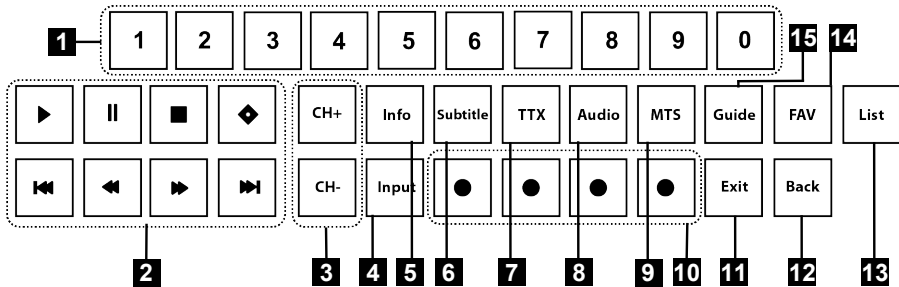 1 1 2 3 4 5 6 7 8 9 0 15 14
CH+ Info Subtitle TTX Audio MTS Guide FAV List
CH- Input Exit Back
2 3 4 5 6 7 8 9 10 11 12 13